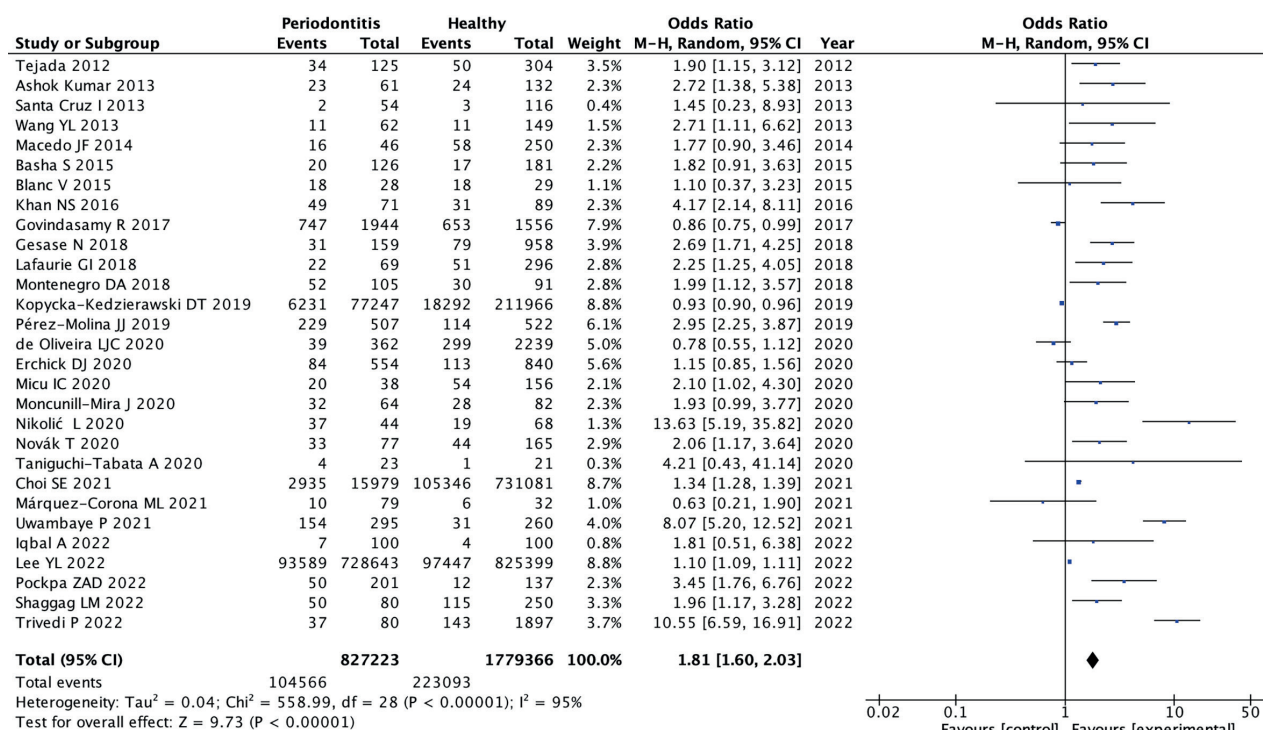 Periodontitis Healthy Odds Ratio Odds Ratio
Study or Subgroup Events Total Events Total Weight M-H, Random, 95% CI Year M-H, Random, 95% CI
Tejada 2012 34 125 50 304 3.5% 1.90 [1.15, 3.12] 2012
Ashok Kumar 2013 23 61 24 132 2.3% 2.72 [1.38, 5.38] 2013
Santa Cruz I 2013 2 54 3 116 0.4% 1.45 [0.23, 8.93] 2013
Wang YL 2013 11 62 11 149 1.5% 2.71 [1.11, 6.62] 2013
Macedo JF 2014 16 46 58 250 2.3% 1.77 [0.90, 3.46] 2014
Basha S 2015 20 126 17 181 2.2% 1.82 [0.91, 3.63] 2015
Blanc V 2015 18 28 18 29 1.1% 1.10 [0.37, 3.23] 2015
Khan NS 2016 49 71 31 89 2.3% 4.17 [2.14, 8.11] 2016
Govindasamy R 2017 747 1944 653 1556 7.9% 0.86 [0.75, 0.99] 2017
Gesase N 2018 31 159 79 958 3.9% 2.69 [1.71, 4.25] 2018
Lafaurie GI 2018 22 69 51 296 2.8% 2.25 [1.25, 4.05] 2018
Montenegro DA 2018 52 105 30 91 2.8% 1.99 [1.12, 3.57] 2018
Kopycka-Kedzierawski DT 2019 6231 77247 18292 211966 8.8% 0.93 [0.90, 0.96] 2019
Pérez-Molina JJ 2019 229 507 114 522 6.1% 2.95 [2.25, 3.87] 2019
de Oliveira LJC 2020 39 362 299 2239 5.0% 0.78 [0.55, 1.12] 2020
Erchick DJ 2020 84 554 113 840 5.6% 1.15 [0.85, 1.56] 2020
Micu IC 2020 20 38 54 156 2.1% 2.10 [1.02, 4.30] 2020
Moncunill-Mira J 2020 32 64 28 82 2.3% 1.93 [0.99, 3.77] 2020
Nikolić L 2020 37 44 19 68 1.3% 13.63 [5.19, 35.82] 2020
Novák T 2020 33 77 44 165 2.9% 2.06 [1.17, 3.64] 2020
Taniguchi-Tabata A 2020 4 23 1 21 0.3% 4.21 [0.43, 41.14] 2020
Choi SE 2021 2935 15979 105346 731081 8.7% 1.34 [1.28, 1.39] 2021
Márquez-Corona ML 2021 10 79 6 32 1.0% 0.63 [0.21, 1.90] 2021
Uwambaye P 2021 154 295 31 260 4.0% 8.07 [5.20, 12.52] 2021
Iqbal A 2022 7 100 4 100 0.8% 1.81 [0.51, 6.38] 2022
Lee YL 2022 93589 728643 97447 825399 8.8% 1.10 [1.09, 1.11] 2022
Pockpa ZAD 2022 50 201 12 137 2.3% 3.45 [1.76, 6.76] 2022
Shaggag LM 2022 50 80 115 250 3.3% 1.96 [1.17, 3.28] 2022
Trivedi P 2022 37 80 143 1897 3.7% 10.55 [6.59, 16.91] 2022
Total (95% CI) 827223 1779366 100.0% 1.81 [1.60, 2.03]
Total events 104566 223093
Heterogeneity: Tau² = 0.04; Chi² = 558.99, df = 28 (P < 0.00001); I² = 95%
Test for overall effect: Z = 9.73 (P < 0.00001)
0.02 0.1 1 10 50
Favours [control] Favours [experimental]